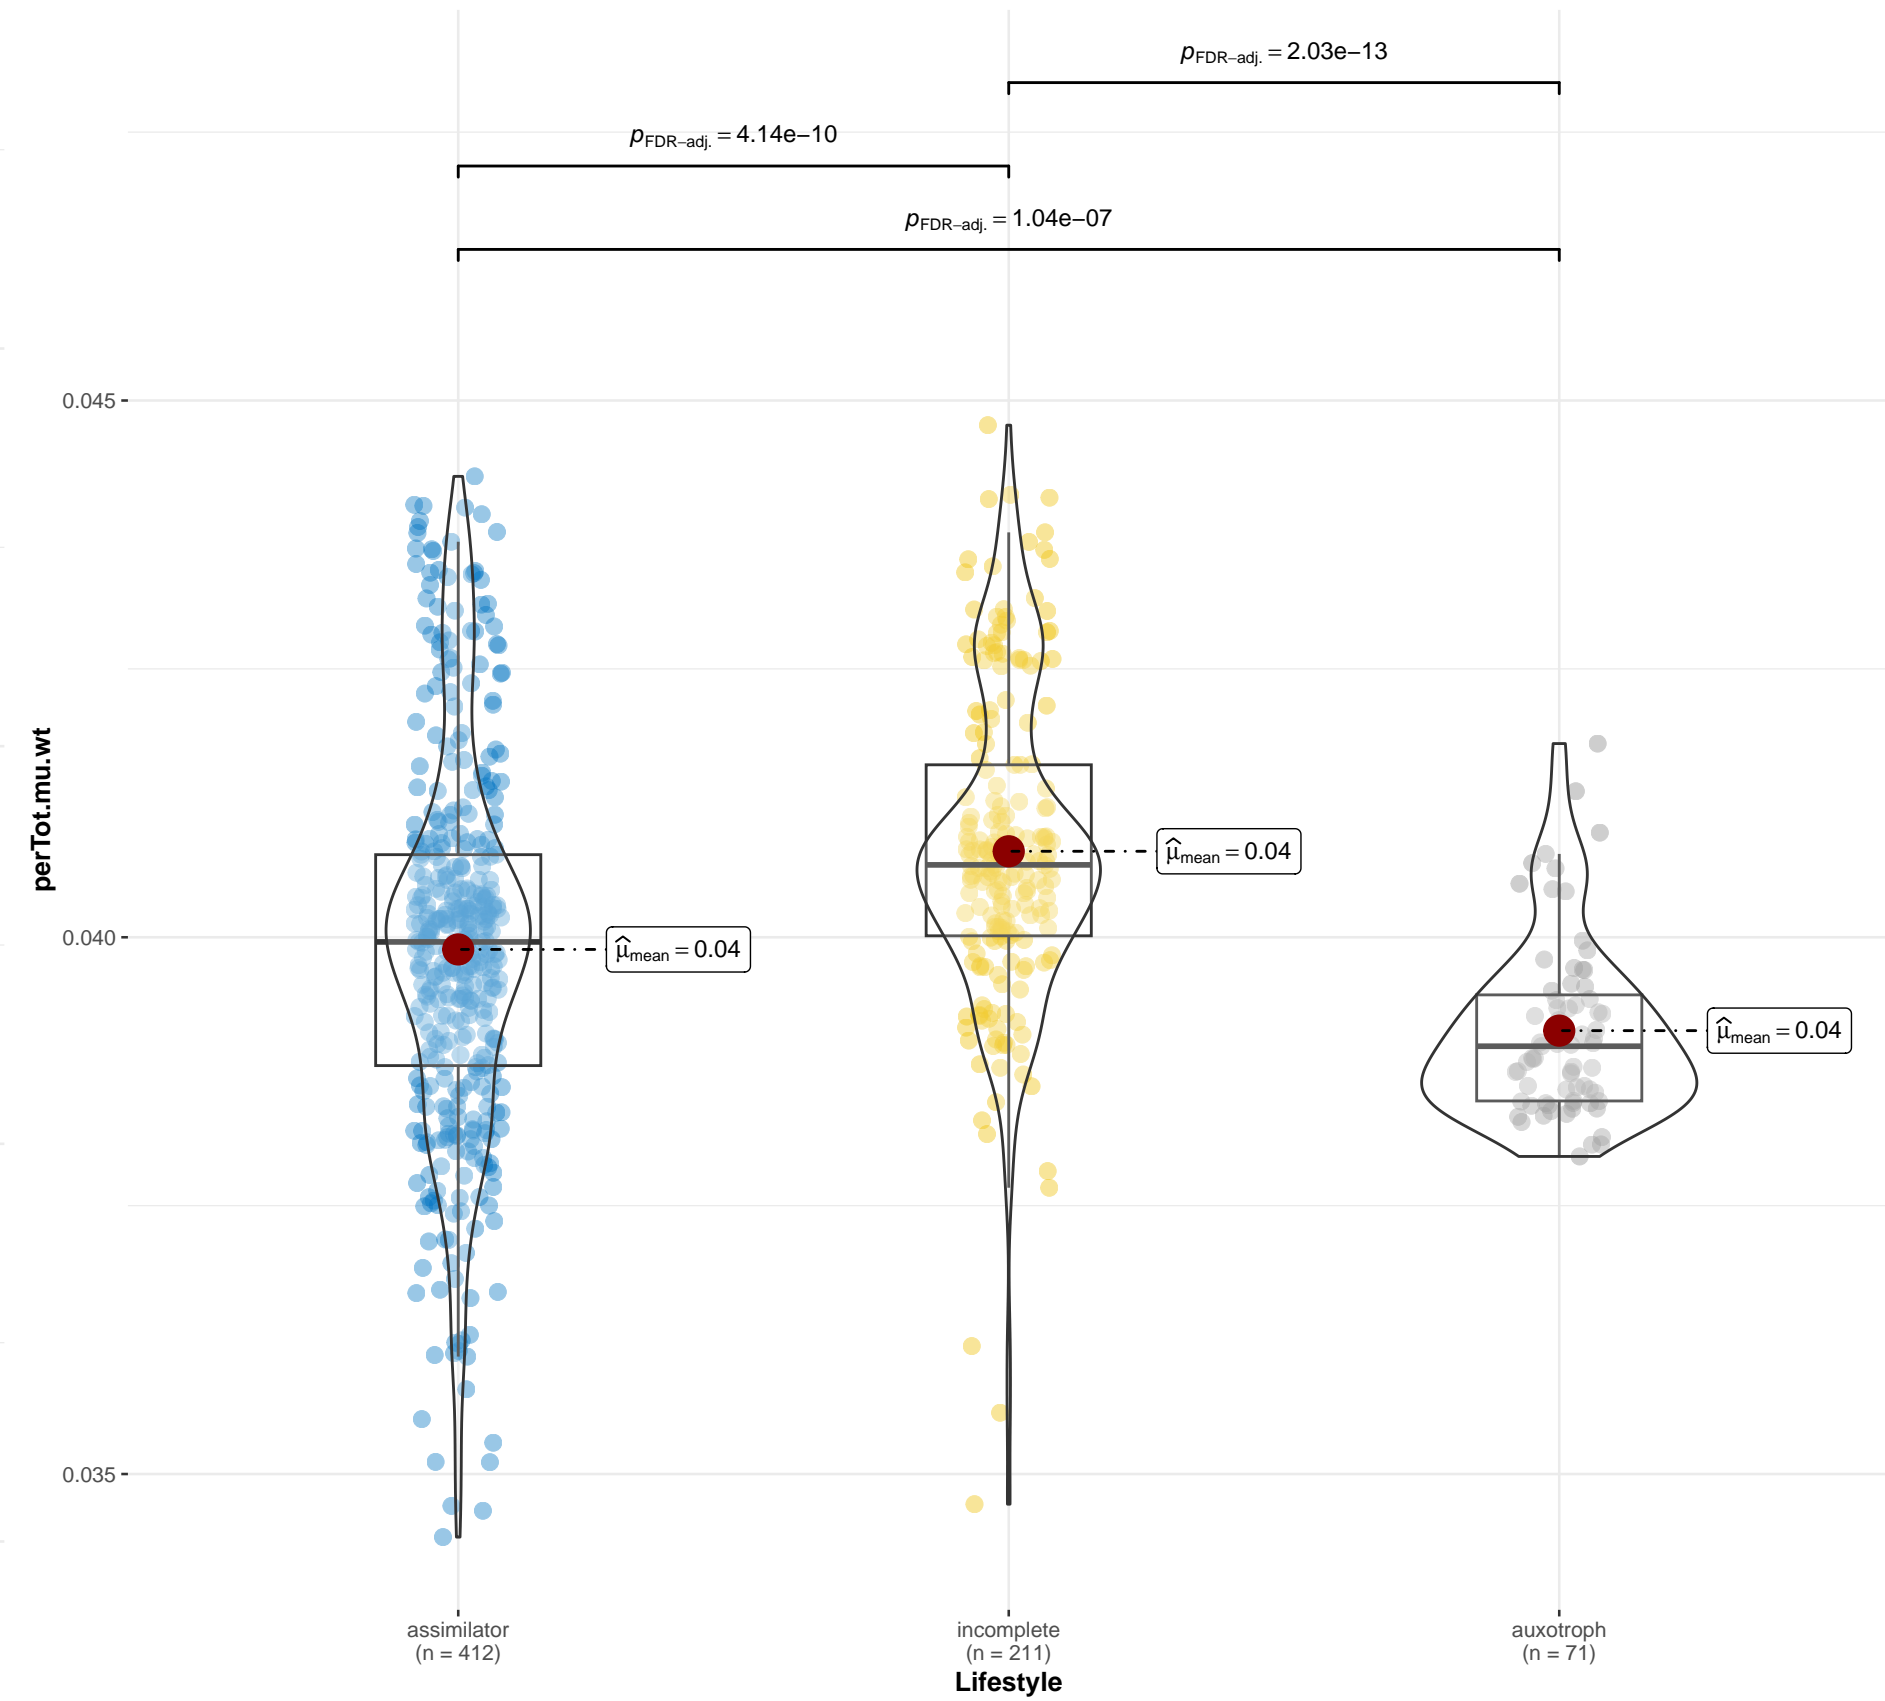 pFDR−adj. = 2.03e−13
pFDR−adj. = 4.14e−10
pFDR−adj. = 1.04e−07
0.045
0.040
0.035
perTot.mu.wt
μ̂mean = 0.04
μ̂mean = 0.04
μ̂mean = 0.04
assimilator
(n = 412)
incomplete
(n = 211)
auxotroph
(n = 71)
Lifestyle